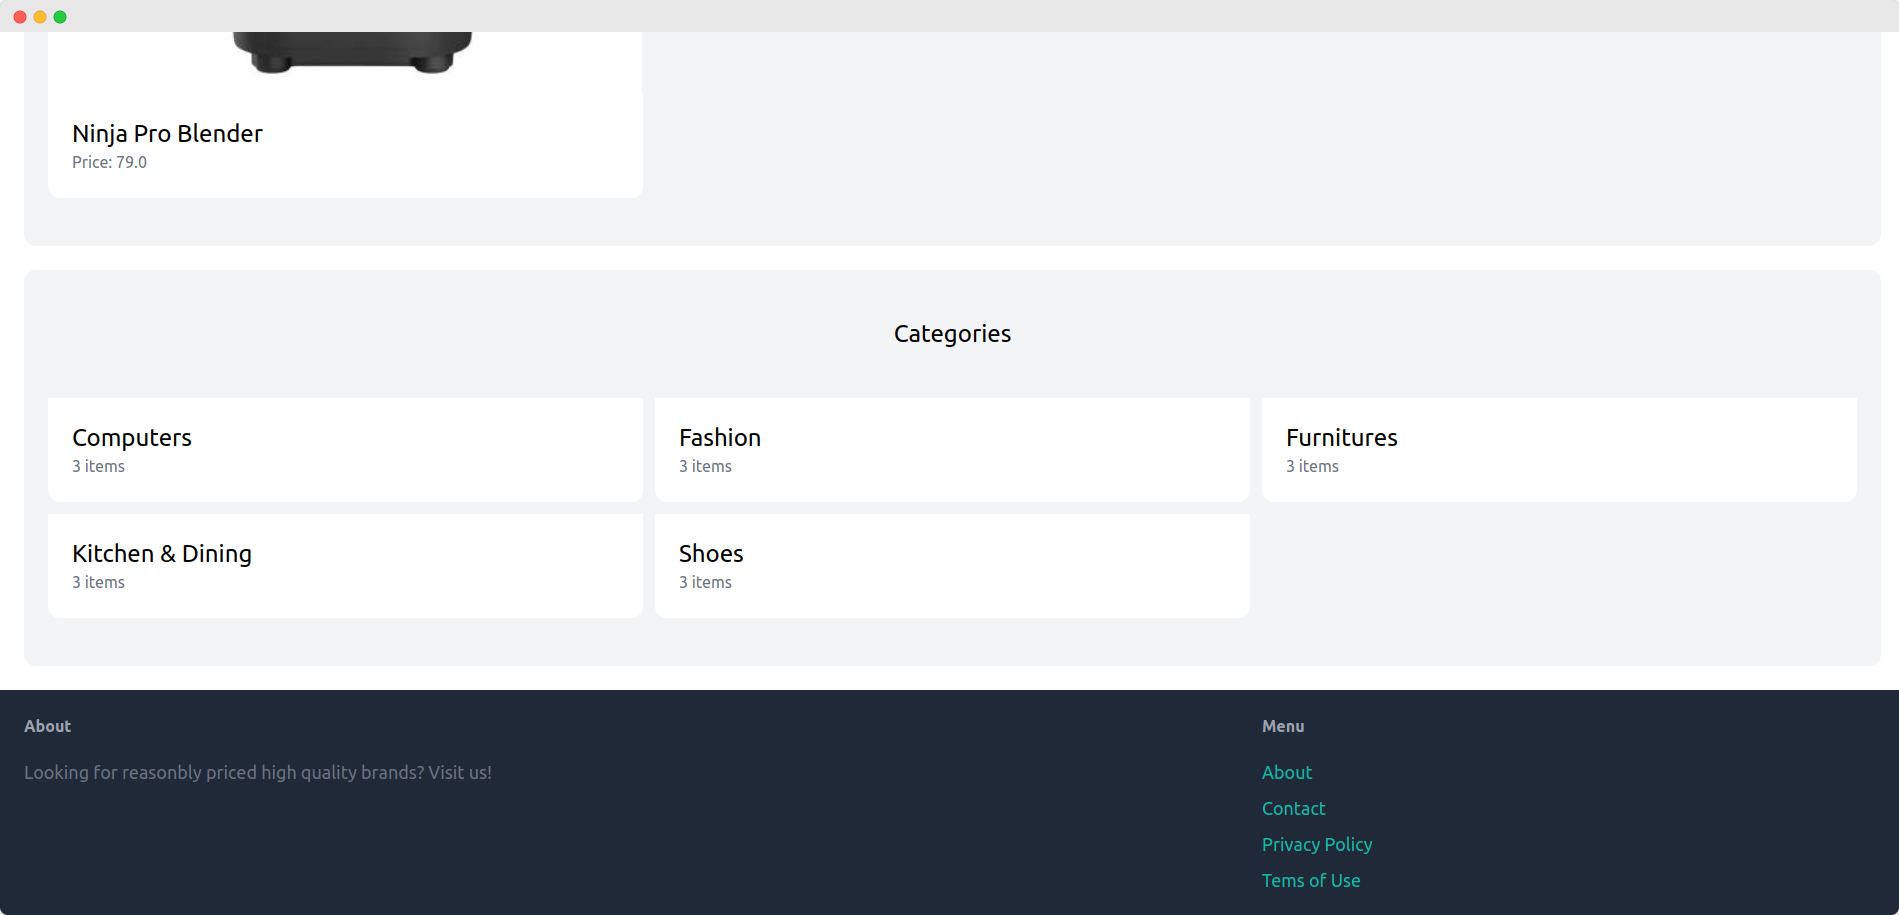 Ninja Pro Blender
Price: 79.0
Categories
Computers
3 items
Fashion
3 items
Furnitures
3 items
Kitchen & Dining
3 items
Shoes
3 items
About
Looking for reasonbly priced high quality brands? Visit us!
Menu
About
Contact
Privacy Policy
Tems of Use